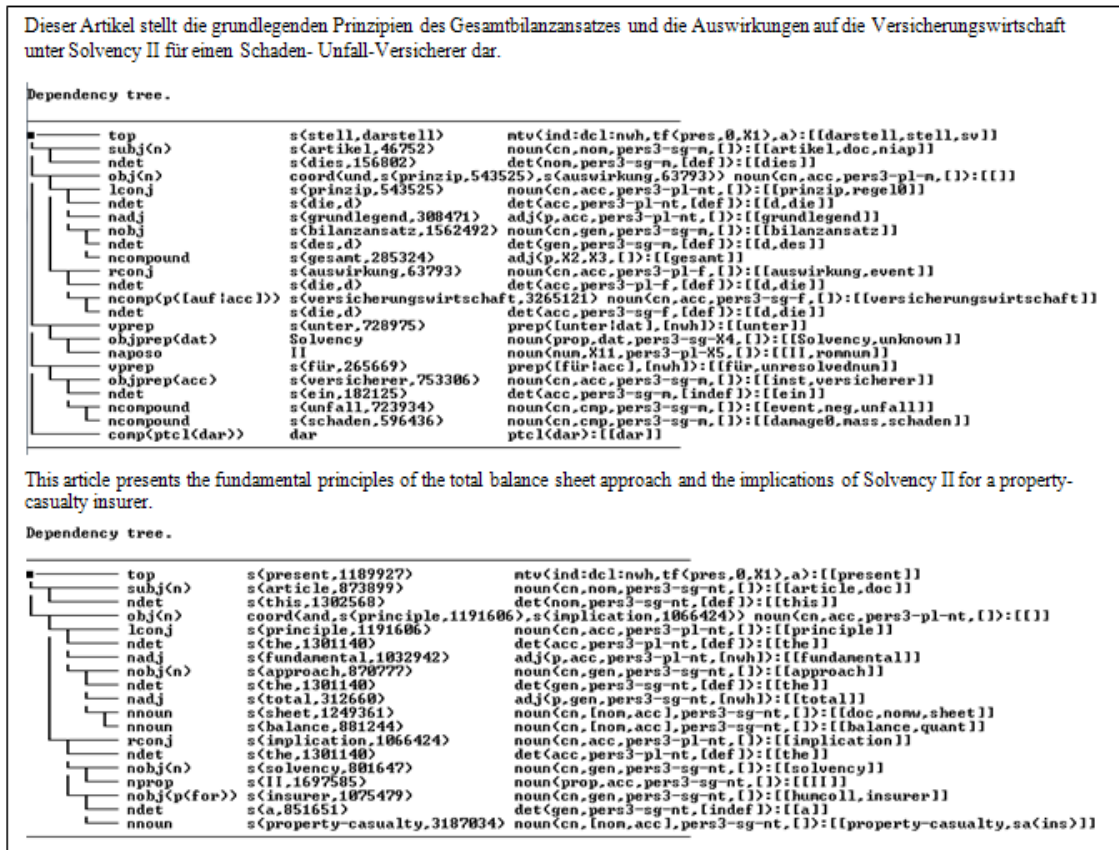 Dieser Artikel stellt die grundlegenden Prinzipien des Gesamtbilanzansatzes und die Auswirkungen auf die Versicherungswirtschaft
unter Solvency II für einen Schaden- Unfall-Versicherer dar.
Dependency tree.
top s(stell,darstell) mtv(ind:dcl:nwh,tf(pres,0,X1),a):[[darstell,stell,sv]]
subj(n) s(artikel,46752) noun(cn,nom,pers3-sg-m,[]):[[artikel,doc,niap]]
ndet s(dies,156802) det(nom,pers3-sg-m,[def]):[[dies]]
obj(n) coord(und,s(prinzip,543525),s(auswirkung,63793)) noun(cn,acc,pers3-pl-m,[]):[[]]
lconj s(prinzip,543525) noun(cn,acc,pers3-pl-nt,[]):[[prinzip,regel0]]
ndet s(die,d) det(acc,pers3-pl-nt,[def]):[[d,die]]
nadj s(grundlegend,308471) adj(p,acc,pers3-pl-nt,[]):[[grundlegend]]
nobj s(bilanzansatz,1562492) noun(cn,gen,pers3-sg-m,[]):[[bilanzansatz]]
ndet s(des,d) det(gen,pers3-sg-m,[def]):[[d,des]]
ncompound s(gesamt,285324) adj(p,X2,X3,[]):[[gesamt]]
rconj s(auswirkung,63793) noun(cn,acc,pers3-pl-f,[]):[[auswirkung,event]]
ndet s(die,d) det(acc,pers3-pl-f,[def]):[[d,die]]
ncomp(p([auf|acc])) s(versicherungswirtschaft,3265121) noun(cn,acc,pers3-sg-f,[]):[[versicherungswirtschaft]]
ndet s(die,d) det(acc,pers3-sg-f,[def]):[[d,die]]
vprep s(unter,728975) prep([unter|dat],[nwh]):[[unter]]
objprep(dat) Solvency noun(prop,dat,pers3-sg-X4,[]):[[Solvency,unknown]]
naposo II noun(num,X11,pers3-pl-X5,[]):[[II,romnum]]
vprep s(für,265669) prep([für|acc],[nwh]):[[für,unresolvednum]]
objprep(acc) s(versicherer,753306) noun(cn,acc,pers3-sg-m,[]):[[inst,versicherer]]
ndet s(ein,182125) det(acc,pers3-sg-m,[indef]):[[ein]]
ncompound s(unfall,723934) noun(cn,cmp,pers3-sg-m,[]):[[event,neg,unfall]]
ncompound s(schaden,596436) noun(cn,cmp,pers3-sg-m,[]):[[damage0,mass,schaden]]
comp(ptcl(dar)) dar ptcl(dar):[[dar]]
This article presents the fundamental principles of the total balance sheet approach and the implications of Solvency II for a property-
casualty insurer.
Dependency tree.
top s(present,1189927) mtv(ind:dcl:nwh,tf(pres,0,X1),a):[[present]]
subj(n) s(article,873899) noun(cn,nom,pers3-sg-nt,[]):[[article,doc]]
ndet s(this,1302568) det(nom,pers3-sg-nt,[def]):[[this]]
obj(n) coord(and,s(principle,1191606),s(implication,1066424)) noun(cn,acc,pers3-pl-nt,[]):[[]]
lconj s(principle,1191606) noun(cn,acc,pers3-pl-nt,[]):[[principle]]
ndet s(the,1301140) det(acc,pers3-pl-nt,[def]):[[the]]
nadj s(fundamental,1032942) adj(p,acc,pers3-pl-nt,[nwh]):[[fundamental]]
nobj(n) s(approach,870777) noun(cn,gen,pers3-sg-nt,[]):[[approach]]
ndet s(the,1301140) det(gen,pers3-sg-nt,[def]):[[the]]
nadj s(total,312660) adj(p,gen,pers3-sg-nt,[nwh]):[[total]]
nnoun s(sheet,1249361) noun(cn,[nom,acc],pers3-sg-nt,[]):[[doc,nomw,sheet]]
nnoun s(balance,881244) noun(cn,[nom,acc],pers3-sg-nt,[]):[[balance,quant]]
rconj s(implication,1066424) noun(cn,acc,pers3-pl-nt,[]):[[implication]]
ndet s(the,1301140) det(acc,pers3-pl-nt,[def]):[[the]]
nobj(n) s(solvency,801647) noun(cn,gen,pers3-sg-nt,[]):[[solvency]]
nprop s(II,1697585) noun(prop,acc,pers3-sg-nt,[]):[[II]]
nobj(p(for)) s(insurer,1075479) noun(cn,gen,pers3-sg-nt,[]):[[humcoll,insurer]]
ndet s(a,851651) det(gen,pers3-sg-nt,[indef]):[[a]]
nnoun s(property-casualty,3187034) noun(cn,[nom,acc],pers3-sg-nt,[]):[[property-casualty,sa(ins)]]